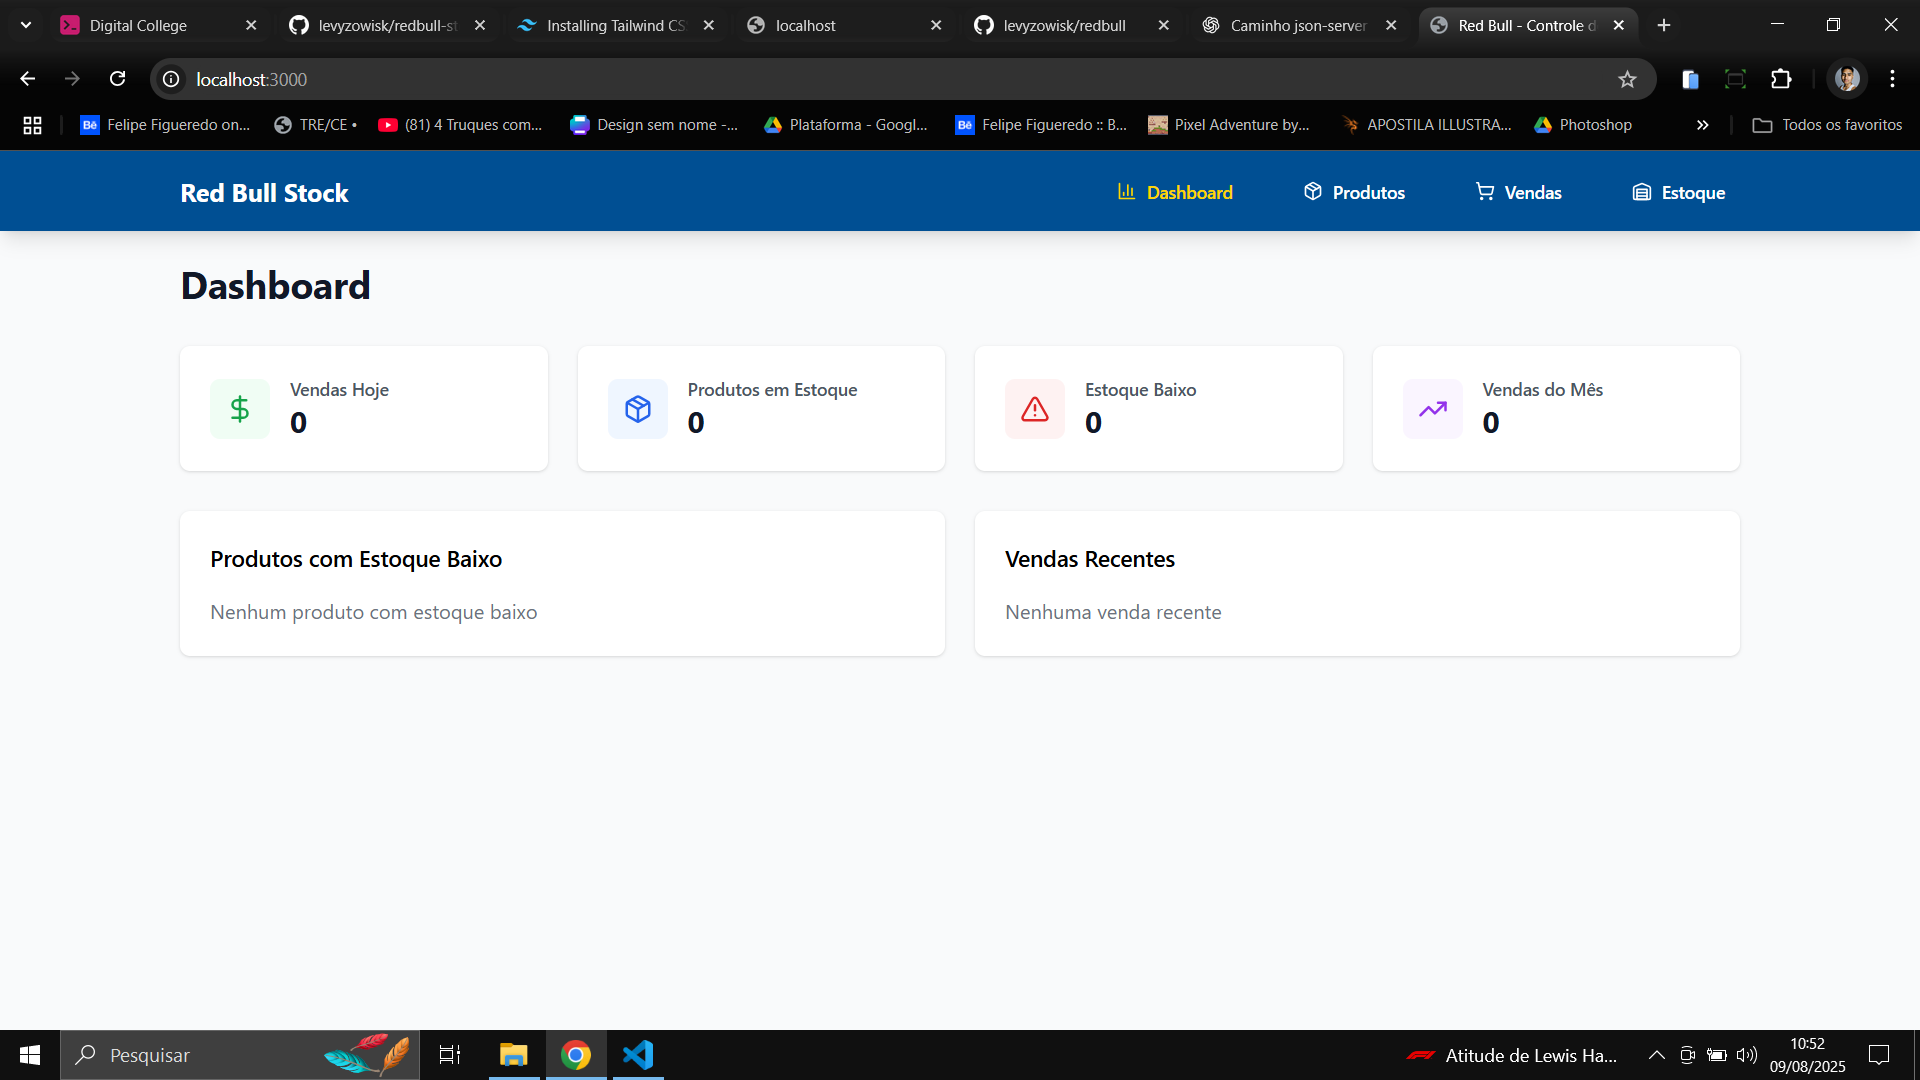 Digital College
levyzowisk/redbull-st
Installing Tailwind CS
localhost
levyzowisk/redbull
Caminho json-server
Red Bull - Controle d
localhost:3000
Bē Felipe Figueredo on...
TRE/CE •
(81) 4 Truques com...
Design sem nome -...
Plataforma - Googl...
Bē Felipe Figueredo :: B...
Pixel Adventure by...
APOSTILA ILLUSTRA...
Photoshop
Todos os favoritos
Red Bull Stock
Dashboard
Produtos
Vendas
Estoque
Dashboard
Vendas Hoje
0
Produtos em Estoque
0
Estoque Baixo
0
Vendas do Mês
0
Produtos com Estoque Baixo
Nenhum produto com estoque baixo
Vendas Recentes
Nenhuma venda recente
Pesquisar
Atitude de Lewis Ha...
10:52
09/08/2025